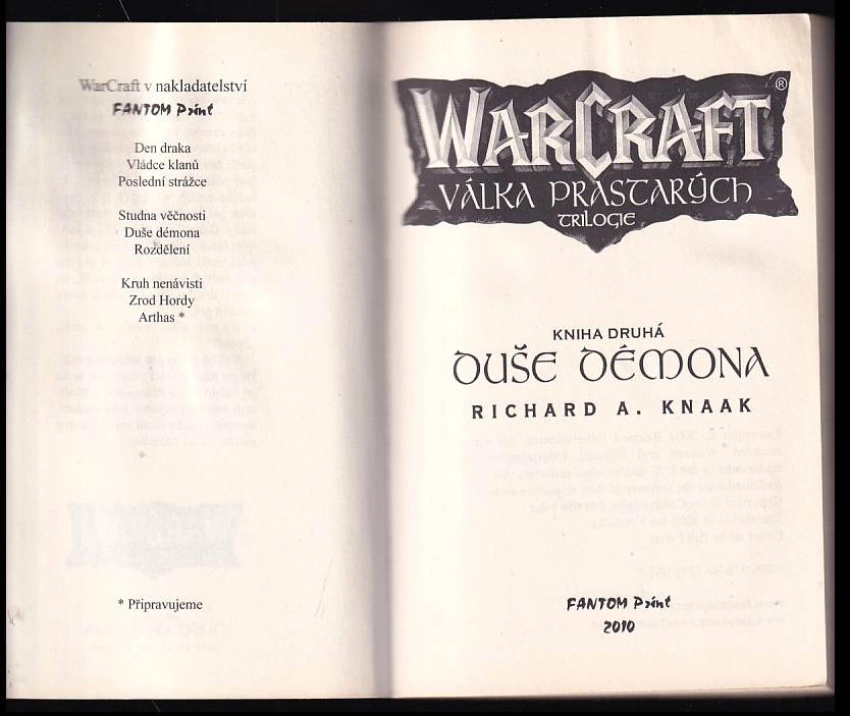 WarCraft v nakladatelství
FANTOM Print
Den draka
Vládce klanů
Poslední strážce
Studna věčnosti
Duše démona
Rozdělení
Kruh nenávisti
Zrod Hordy
Arthas *
* Připravujeme
WARCRAFT®
VÁLKA PRASTARÝCH
TRILOGIE
KNIHA DRUHÁ
DUŠE DÉMONA
RICHARD A. KNAAK
FANTOM Print
2010